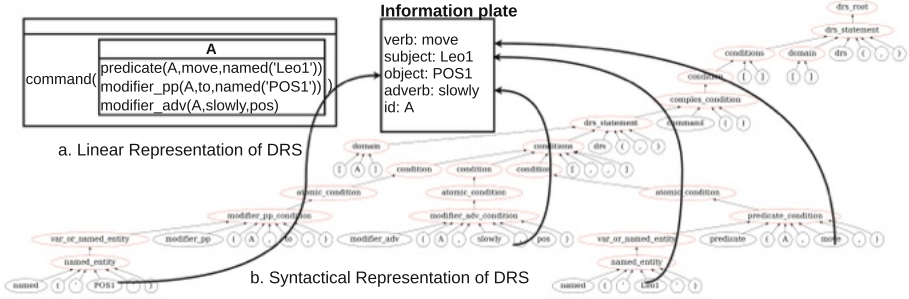 Information plate
drs_root
drs_statement
A
verb: move
subject: Leo1
object: POS1
adverb: slowly
id: A
conditions domain drs ( , )
command(
predicate(A,move,named('Leo1'))
modifier_pp(A,to,named('POS1'))
modifier_adv(A,slowly,pos)
)
condition [ ] [ ]
complex_condition
drs_statement command ( )
a. Linear Representation of DRS
domain conditions drs ( , )
[ A ] condition condition condition [ , , ]
atomic_condition atomic_condition atomic_condition
modifier_pp_condition modifier_adv_condition predicate_condition
var_or_named_entity modifier_pp ( A , to , ) modifier_adv ( A , slowly , pos ) var_or_named_entity predicate ( A , move , )
named_entity named_entity
b. Syntactical Representation of DRS
named ( ' POS1 ' ) named ( ' Leo1 ' )